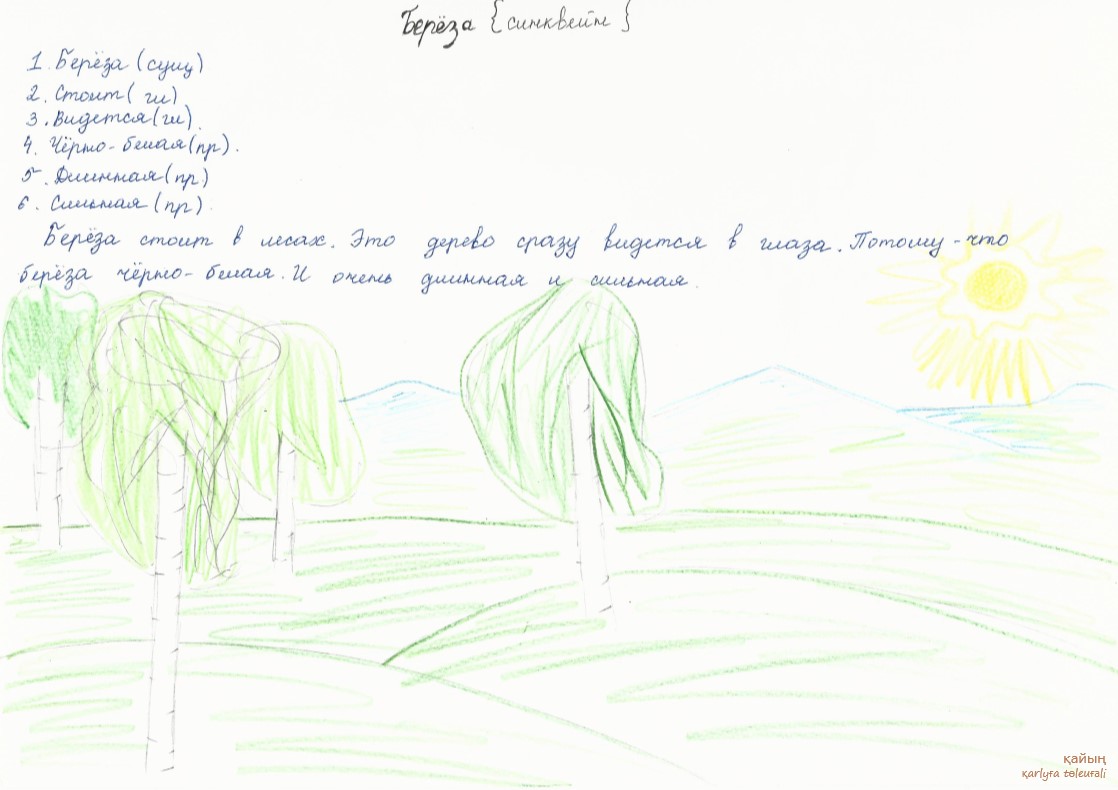 Берёза {синквейн}
1. Берёза (сущ)
2. Стоит (гл)
3. Видется (гл).
4. Чёрно-белая (пр).
5. Длинная (пр)
6. Сильная (пр).
Берёза стоит в лесах. Это дерево сразу видется в глаза. Потому-что
берёза чёрно-белая. И очень длинная и сильная.
қайың
qarlyģa tóleuģali